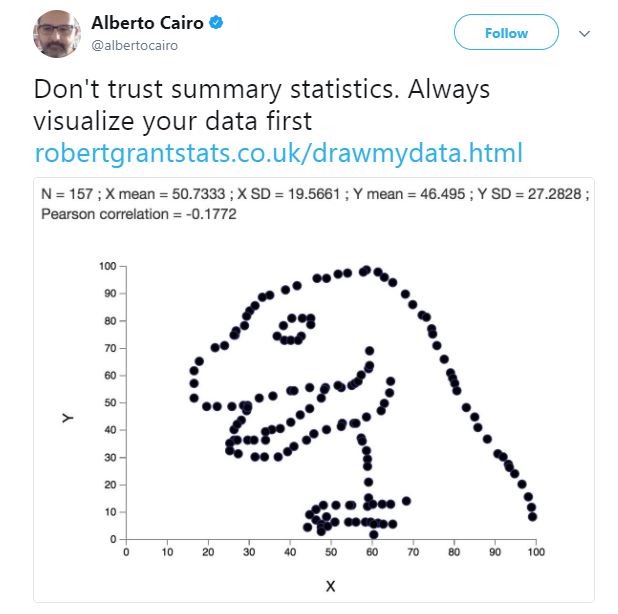 Alberto Cairo
@albertocairo
Follow
Don't trust summary statistics. Always
visualize your data first
robertgrantstats.co.uk/drawmydata.html
N = 157 ; X mean = 50.7333 ; X SD = 19.5661 ; Y mean = 46.495 ; Y SD = 27.2828 ;
Pearson correlation = -0.1772
100
90
80
70
60
50
40
30
20
10
0
Y
0 10 20 30 40 50 60 70 80 90 100
X